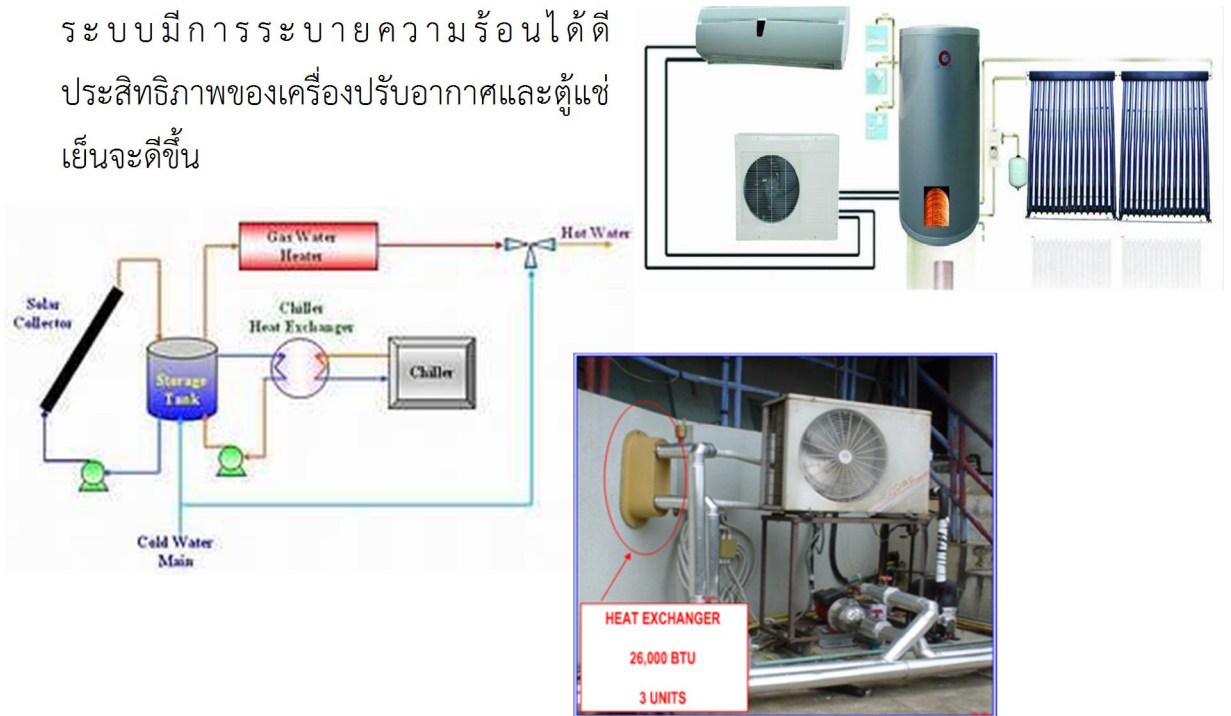 ระบบมีการระบายความร้อนได้ดี
ประสิทธิภาพของเครื่องปรับอากาศและตู้แช่
เย็นจะดีขึ้น
Gas Water
Heater
Hot Water
Solar
Collector
Chiller
Heat Exchanger
Storage
Tank
Chiller
Cold Water
Main
HEAT EXCHANGER
26,000 BTU
3 UNITS